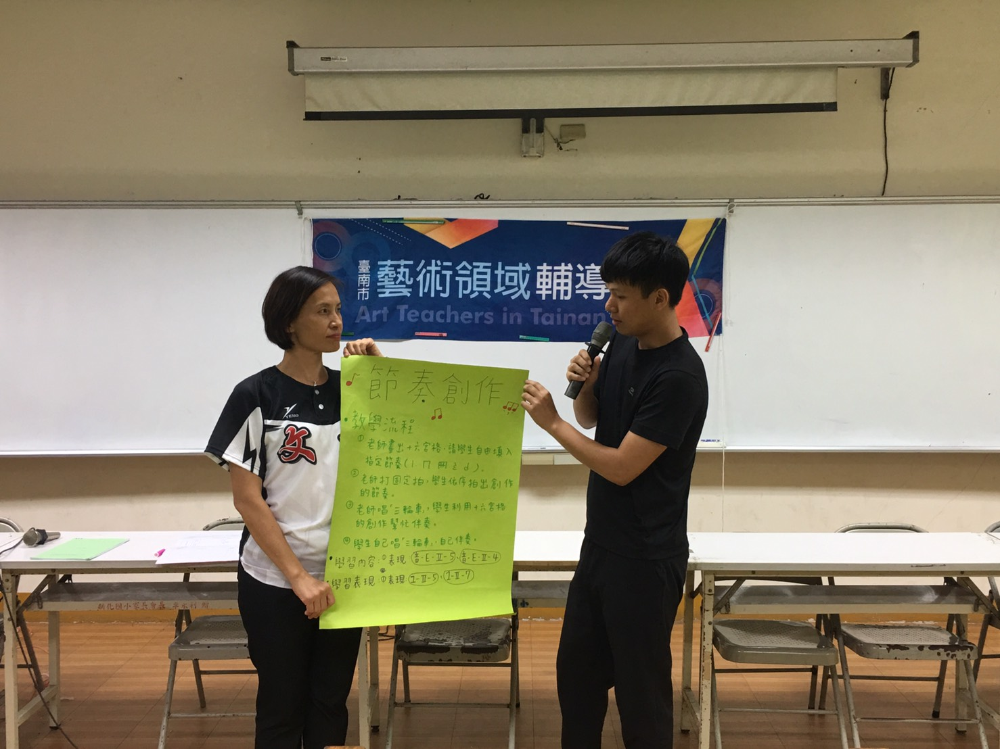 臺南市
藝術領域輔導
Art Teachers in Tainan
節奏創作
• 教學流程
① 老師畫出十六宮格,請學生自由填入
指定節奏
② 老師打固定拍,學生依序拍出創作
的節奏。
③ 老師唱「三輪車」,學生利用十六宮格
的創作幫忙伴奏。
④ 學生自己唱「三輪車」,自己伴奏。
• 學習內容:① 表現 音-E-II-5、音-E-II-4
• 學習表現:① 表現 1-II-5、1-II-7
文